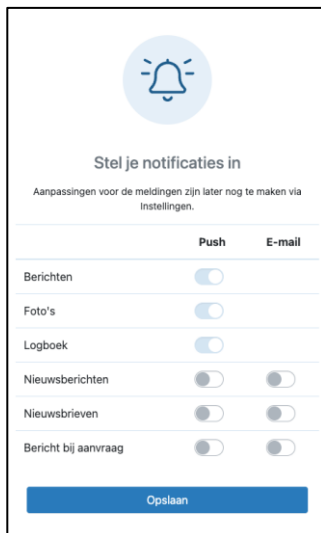 Stel je notificaties in
Aanpassingen voor de meldingen zijn later nog te maken via
Instellingen.
Push E-mail
Berichten
Foto's
Logboek
Nieuwsberichten
Nieuwsbrieven
Bericht bij aanvraag
Opslaan